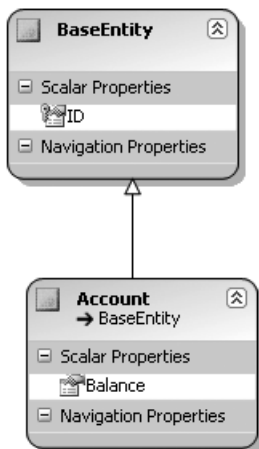 BaseEntity
Scalar Properties
ID
Navigation Properties
Account
BaseEntity
Scalar Properties
Balance
Navigation Properties